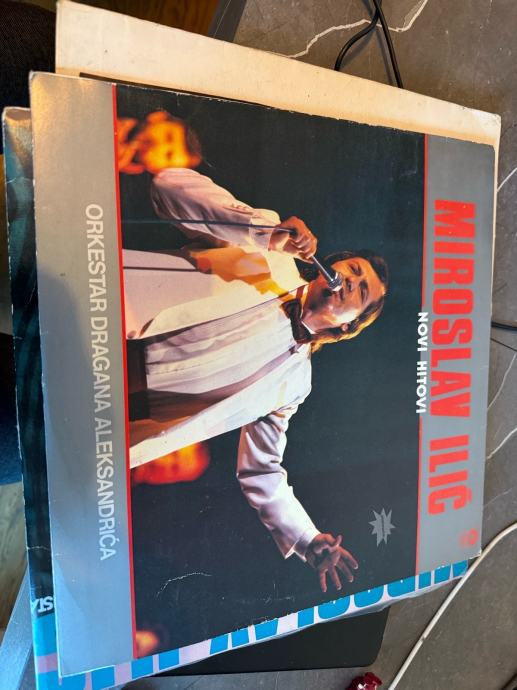 MIROSLAV ILIĆ
NOVI HITOVI
ORKESTAR DRAGANA ALEKSANDRIĆA